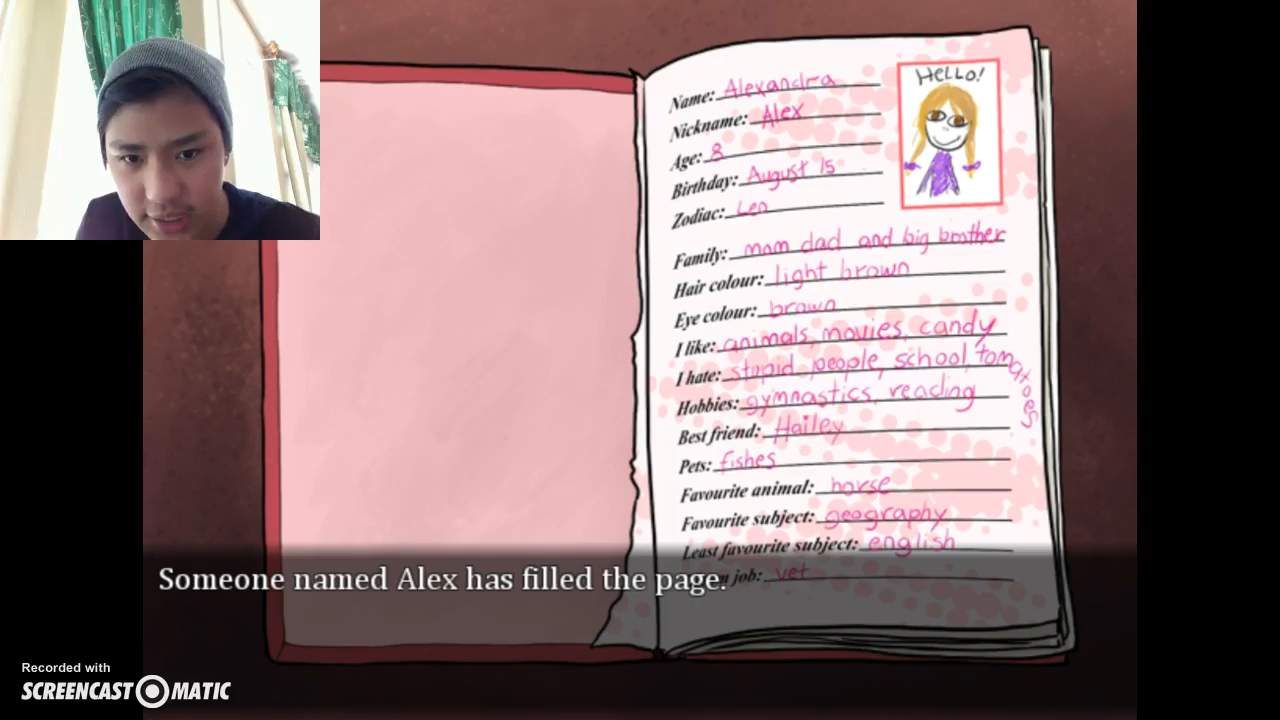 HELLO!
Name: Alexandra
Nickname: Alex
Age: 8
Birthday: August 15
Zodiac: Leo
Family: mom dad and big brother
Hair colour: light brown
Eye colour: brown
I like: animals, movies, candy
I hate: stupid people, school, tomatoes
Hobbies: gymnastics, reading
Best friend: Hailey
Pets: fishes
Favourite animal: horse
Favourite subject: geography
Least favourite subject: english
job: vet
Someone named Alex has filled the page.
Recorded with
SCREENCAST MATIC